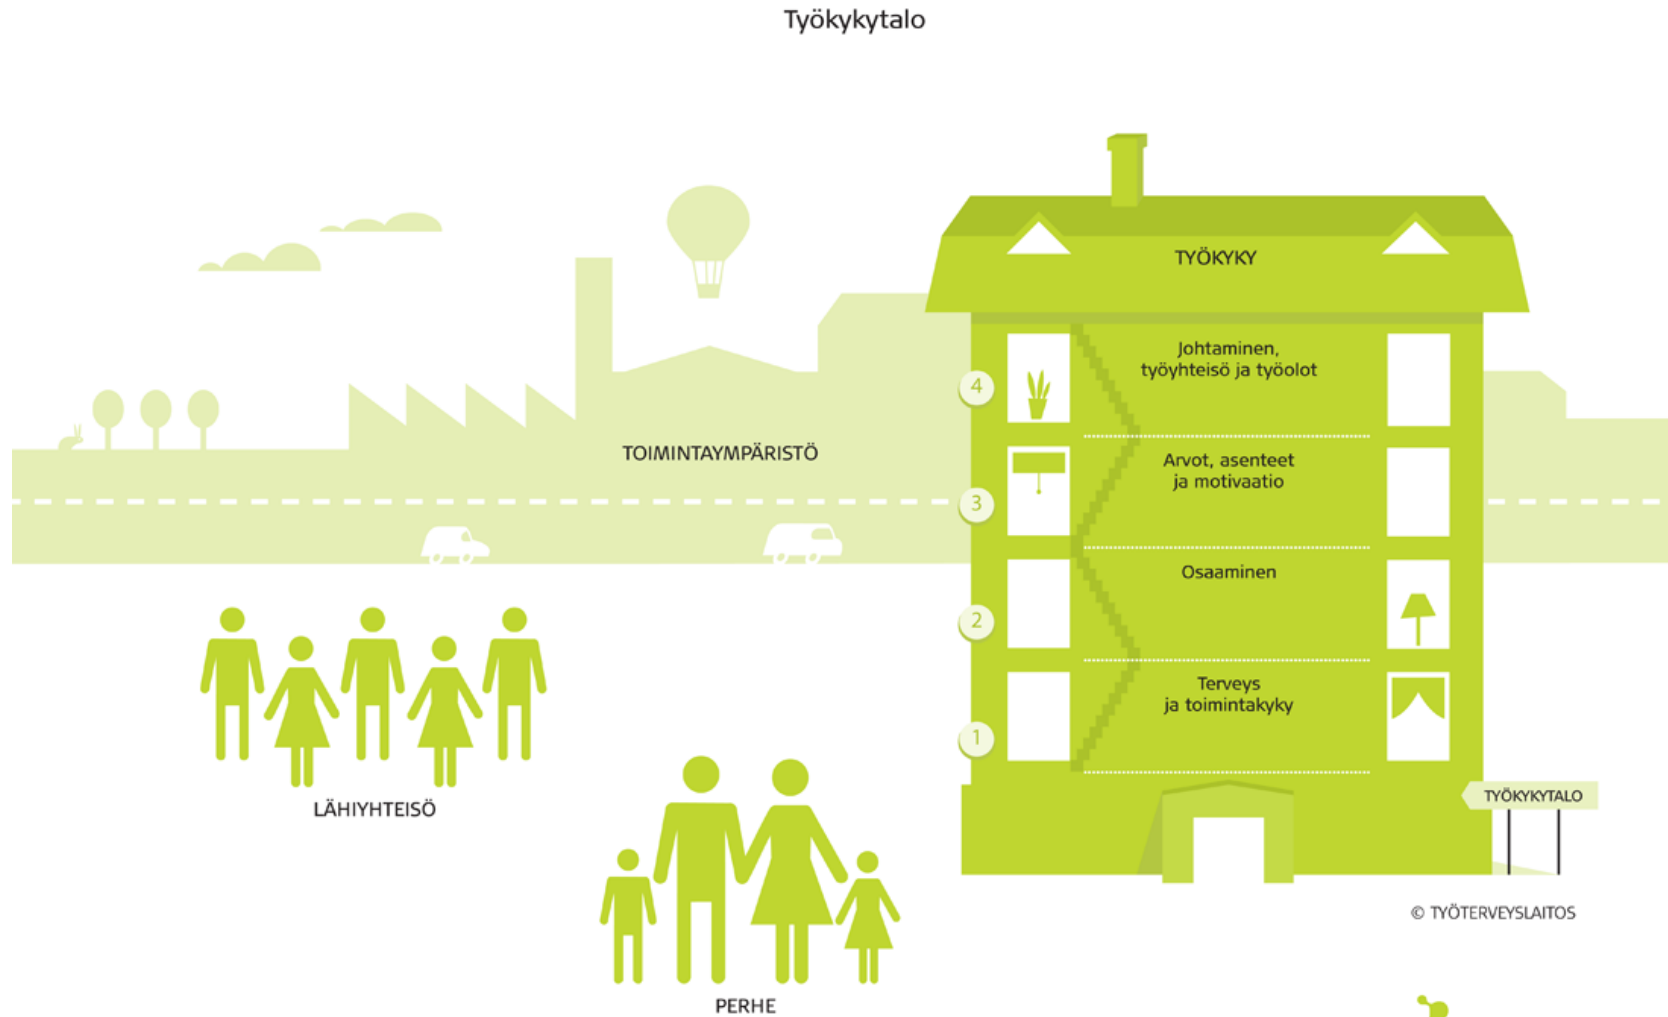 Työkykytalo
TYÖKYKY
Johtaminen,
työyhteisö ja työolot
4
Arvot, asenteet
ja motivaatio
3
Osaaminen
2
Terveys
ja toimintakyky
1
TOIMINTAYMPÄRISTÖ
LÄHIYHTEISÖ
PERHE
TYÖKYKYTALO
© TYÖTERVEYSLAITOS